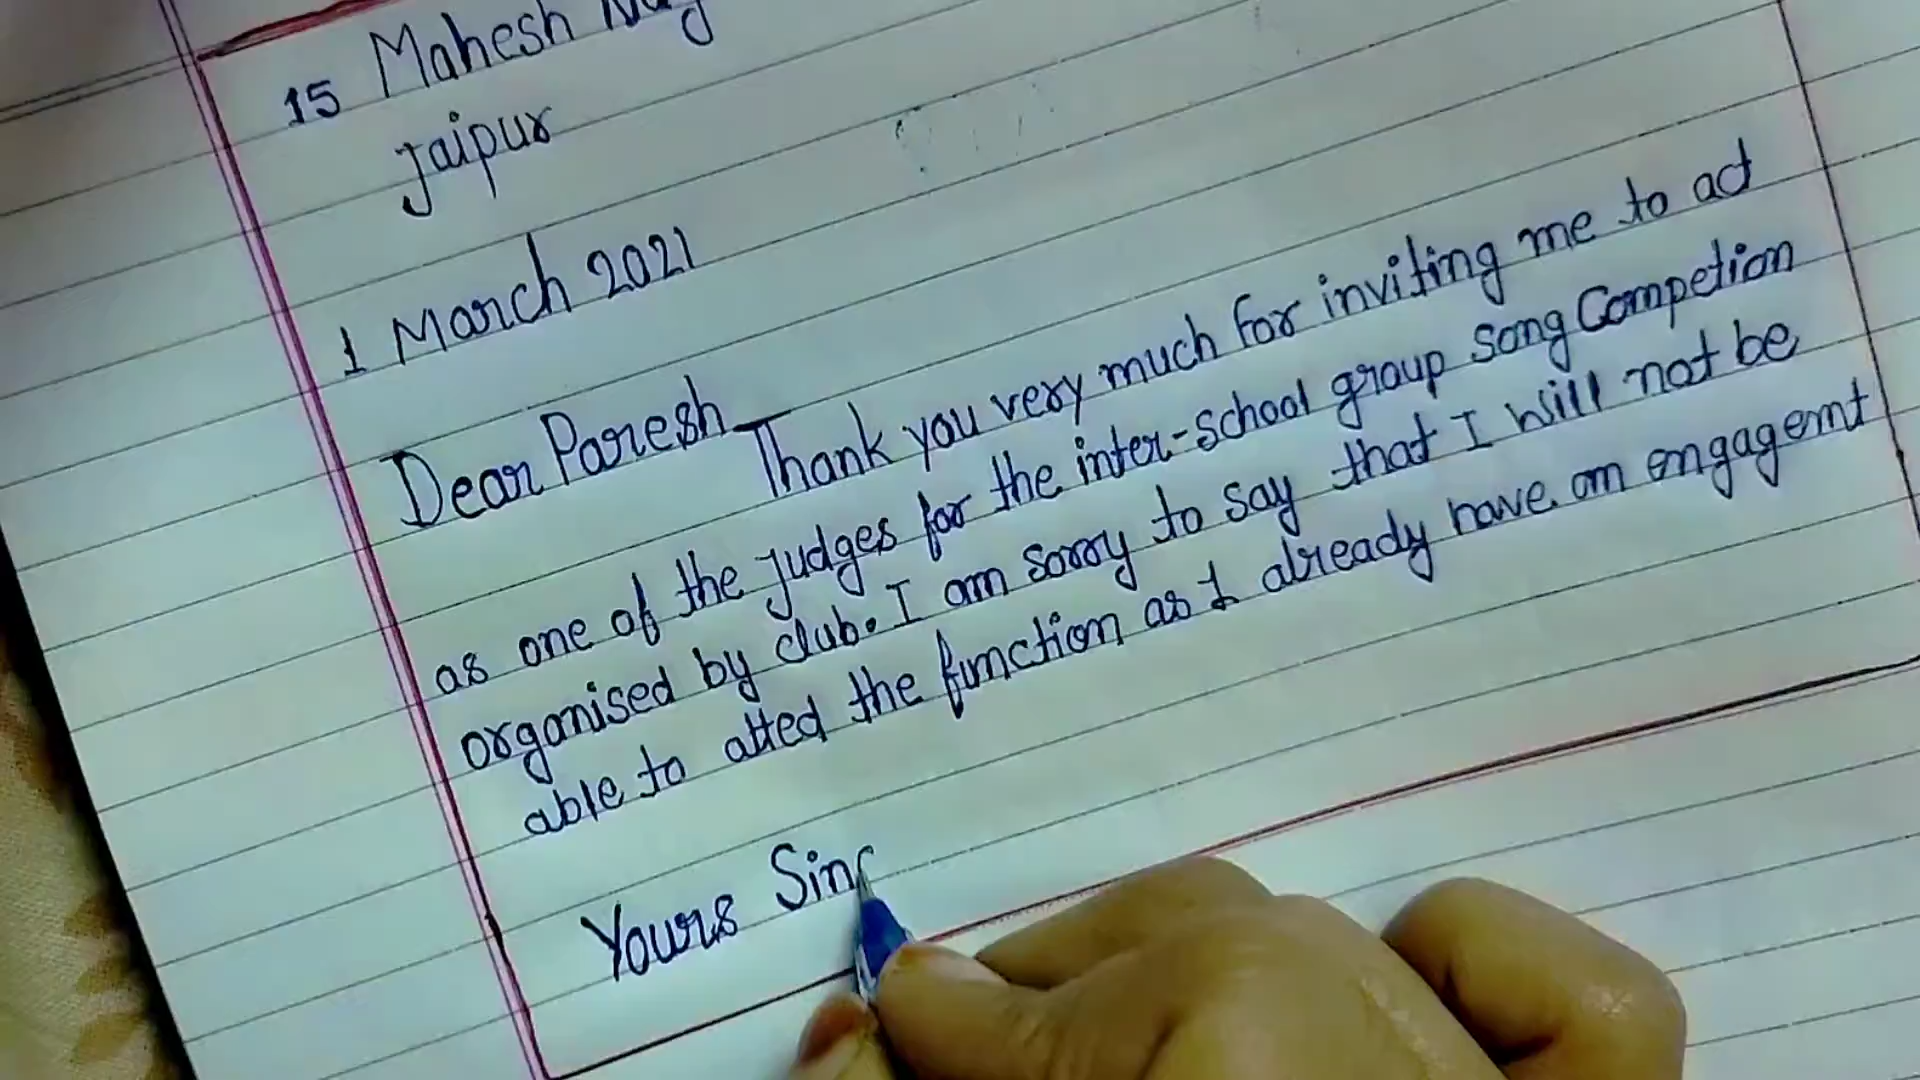 15 Mahesh Nag
Jaipur
1 March 2021
Dear Paresh
Thank you very much for inviting me to act
as one of the judges for the inter-school group song Competion
organised by club. I am sorry to say that I will not be
able to atted the function as I already have an engagemt
Yours Sinc